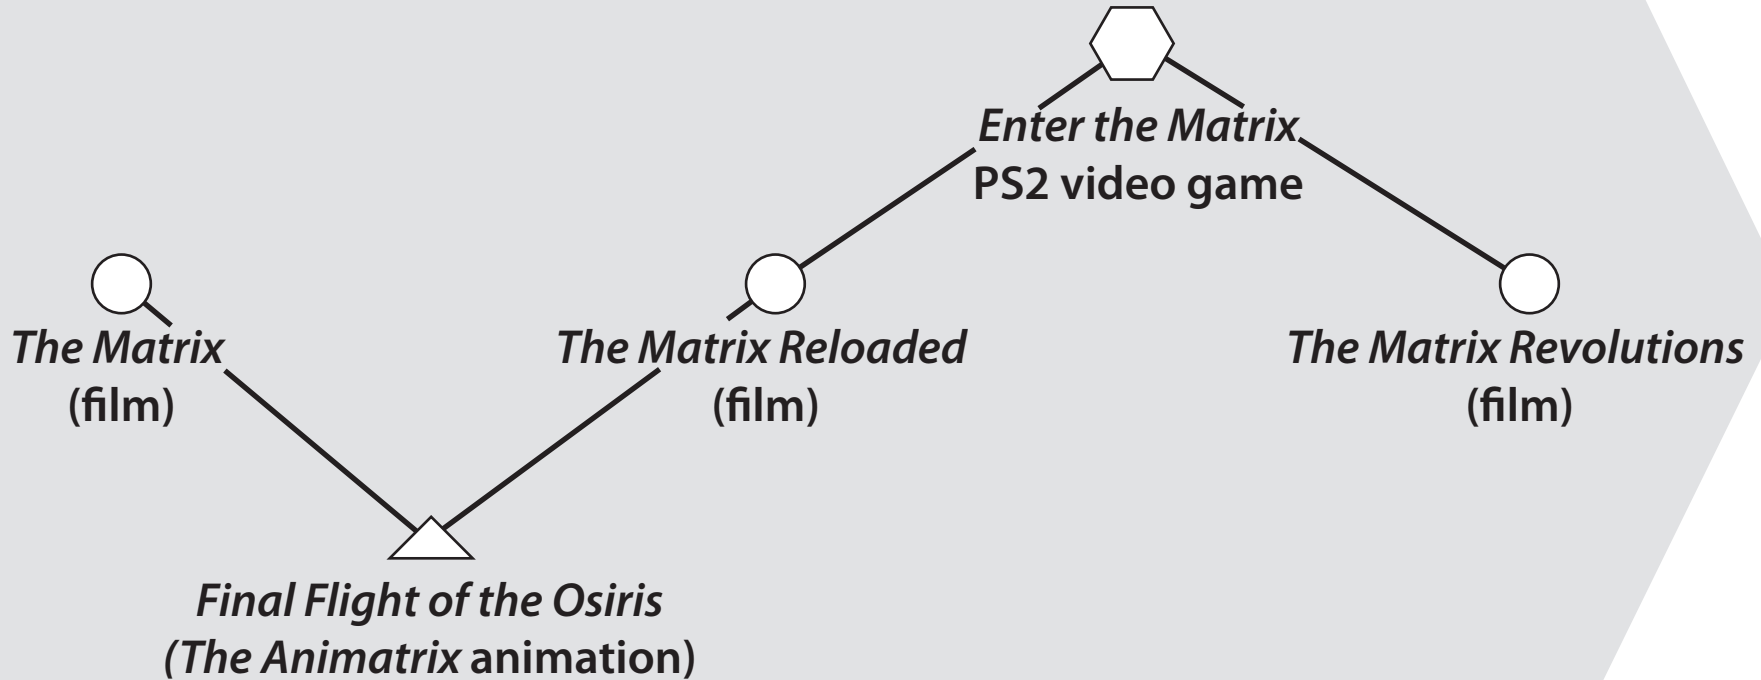 Enter the Matrix
PS2 video game
The Matrix
(film)
The Matrix Reloaded
(film)
The Matrix Revolutions
(film)
Final Flight of the Osiris
(The Animatrix animation)